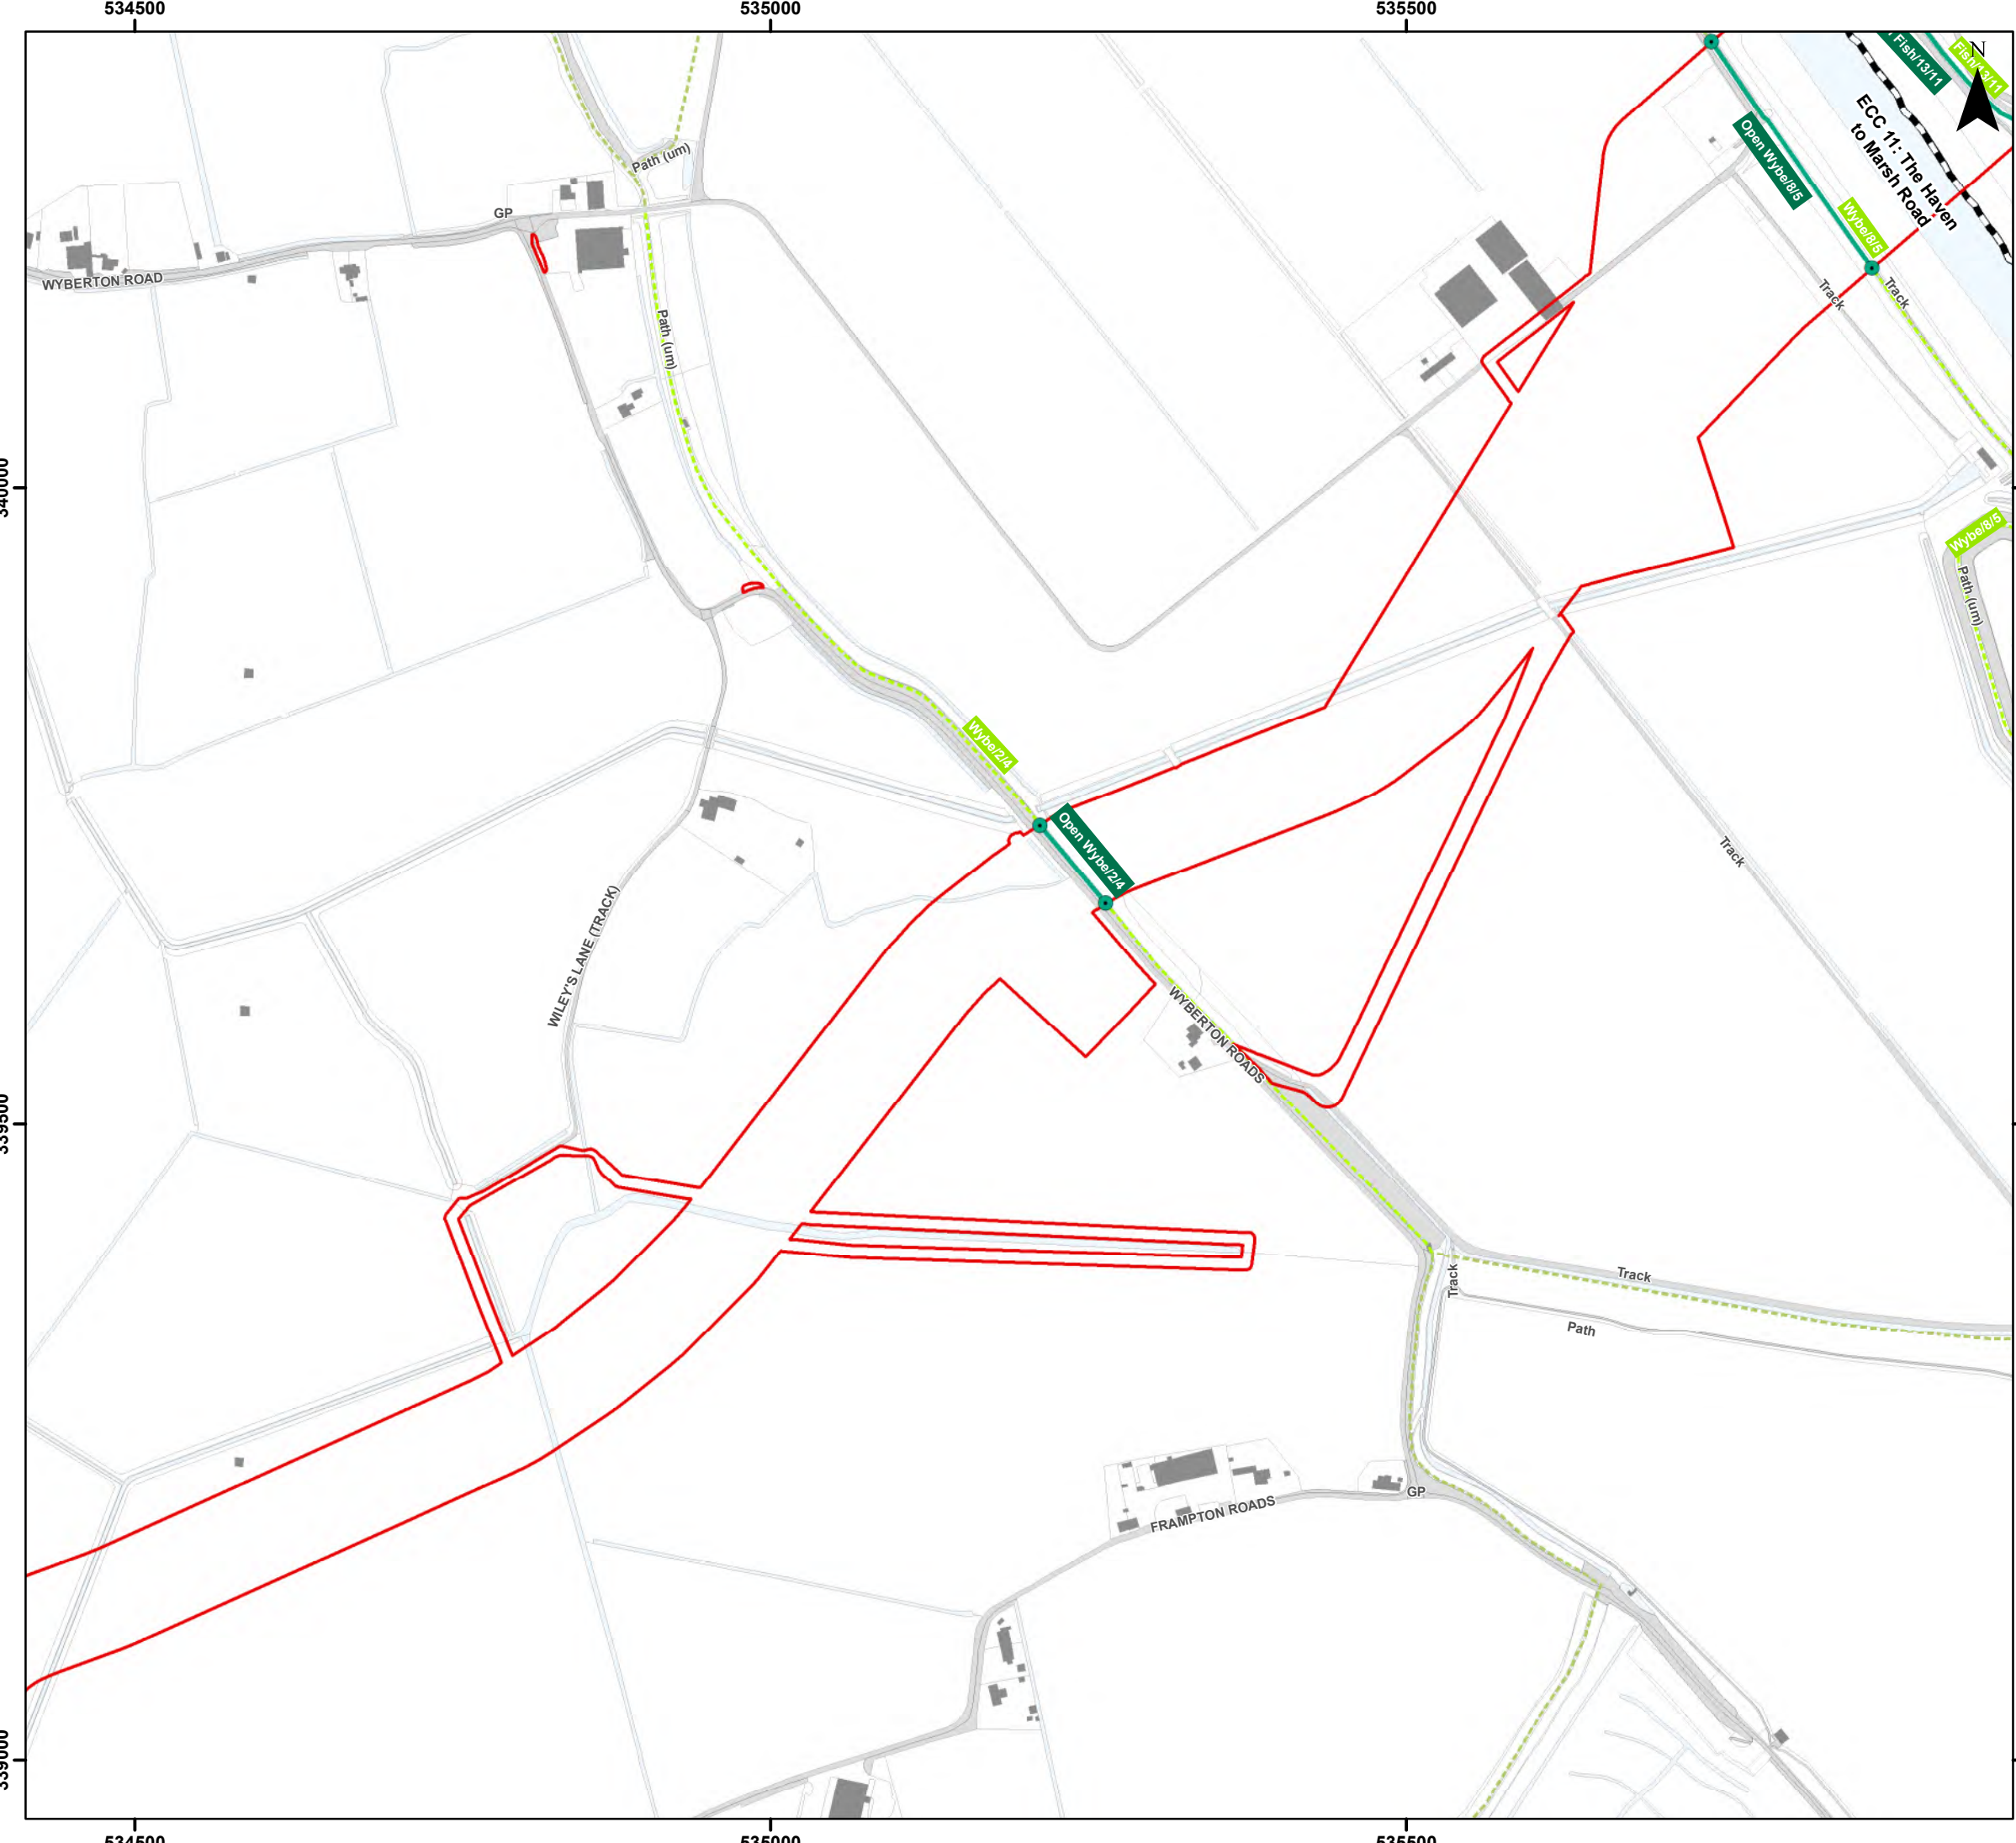 534500
535000
535500
Fish/13/11
Fish/13/11
N
ECC 11: The Haven
to Marsh Road
Open Wybe/8/5
Wybe/8/5
Track
Track
Path (um)
GP
WYBERTON ROAD
Path (um)
340000
Wybe/8/5
Path (um)
Wybe/2/4
Open Wybe/2/4
Track
WILEY'S LANE (TRACK)
WYBERTON ROADS
339500
Track
Track
Path
GP
FRAMPTON ROADS
339000
534500
535000
535500